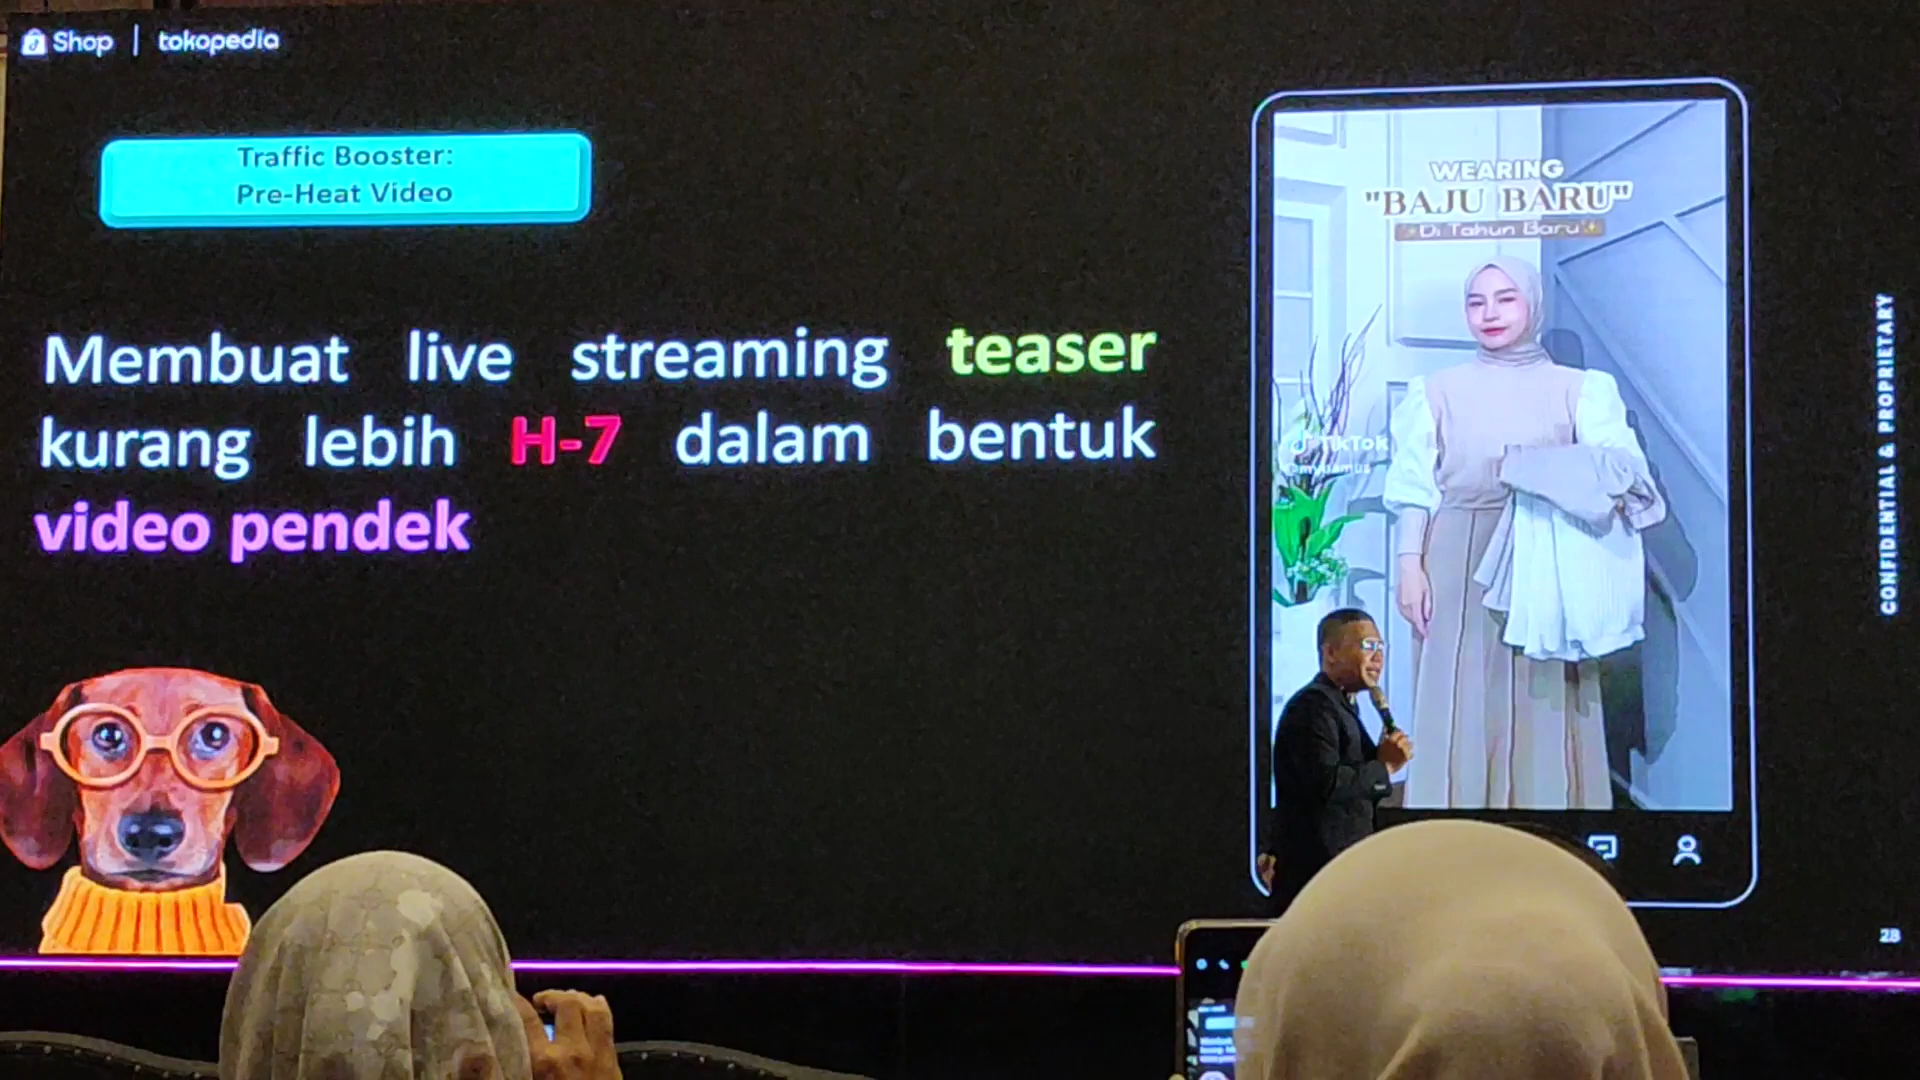 Shop | tokopedia
Traffic Booster:
Pre-Heat Video
Membuat live streaming teaser
kurang lebih H-7 dalam bentuk
video pendek
WEARING
"BAJU BARU"
Di Tahun Baru
TikTok
CONFIDENTIAL & PROPRIETARY
28